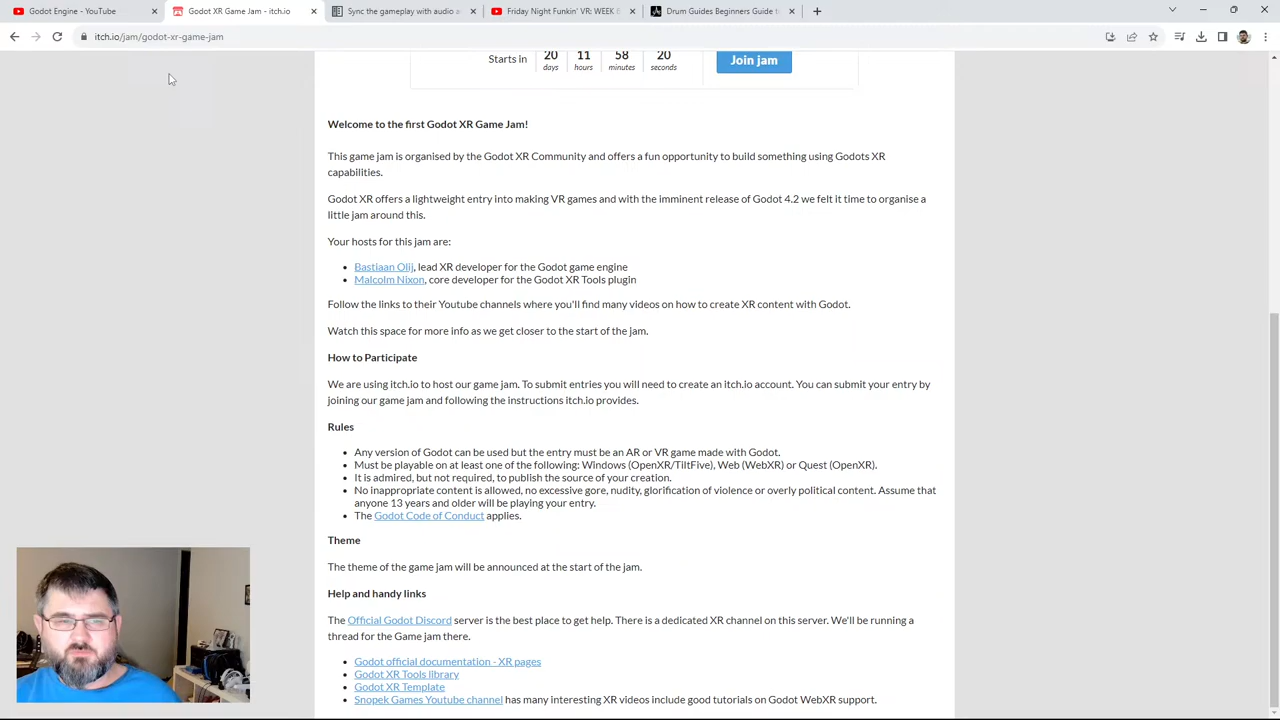 Godot Engine - YouTube
Godot XR Game Jam - itch.io
Sync the gameplay with audio a
Friday Night Funkin' VR: WEEK 6
Drum Guides Beginners Guide t
itch.io/jam/godot-xr-game-jam
Starts in
20 11 58 20
days hours minutes seconds
Join jam
Welcome to the first Godot XR Game Jam!
This game jam is organised by the Godot XR Community and offers a fun opportunity to build something using Godots XR
capabilities.
Godot XR offers a lightweight entry into making VR games and with the imminent release of Godot 4.2 we felt it time to organise a
little jam around this.
Your hosts for this jam are:
Bastiaan Olij, lead XR developer for the Godot game engine
Malcolm Nixon, core developer for the Godot XR Tools plugin
Follow the links to their Youtube channels where you'll find many videos on how to create XR content with Godot.
Watch this space for more info as we get closer to the start of the jam.
How to Participate
We are using itch.io to host our game jam. To submit entries you will need to create an itch.io account. You can submit your entry by
joining our game jam and following the instructions itch.io provides.
Rules
Any version of Godot can be used but the entry must be an AR or VR game made with Godot.
Must be playable on at least one of the following: Windows (OpenXR/TiltFive), Web (WebXR) or Quest (OpenXR).
It is admired, but not required, to publish the source of your creation.
No inappropriate content is allowed, no excessive gore, nudity, glorification of violence or overly political content. Assume that
anyone 13 years and older will be playing your entry.
The Godot Code of Conduct applies.
Theme
The theme of the game jam will be announced at the start of the jam.
Help and handy links
The Official Godot Discord server is the best place to get help. There is a dedicated XR channel on this server. We'll be running a
thread for the Game jam there.
Godot official documentation - XR pages
Godot XR Tools library
Godot XR Template
Snopek Games Youtube channel has many interesting XR videos include good tutorials on Godot WebXR support.